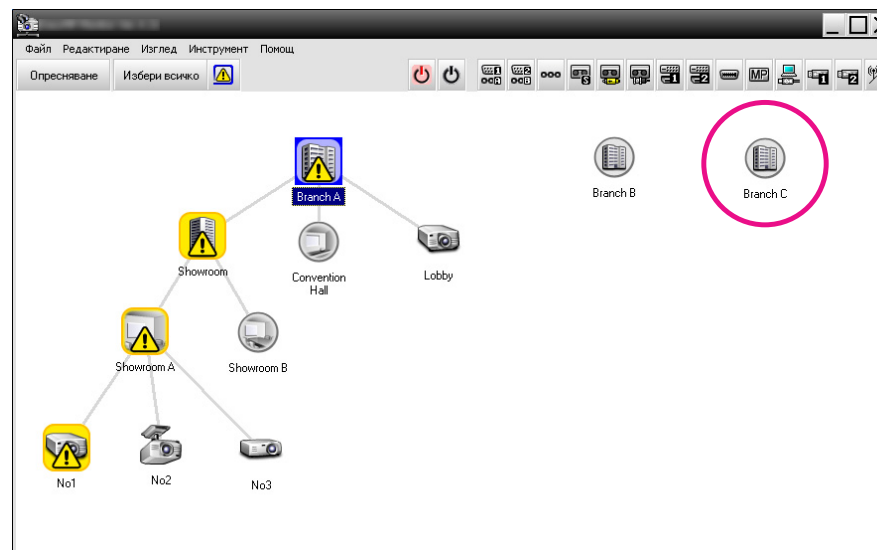 Файл Редактиране Изглед Инструмент Помощ
Опресняване Избери всичко
MP
Branch A
Branch B
Branch C
Showroom
Convention
Hall
Lobby
Showroom A
Showroom B
No1
No2
No3